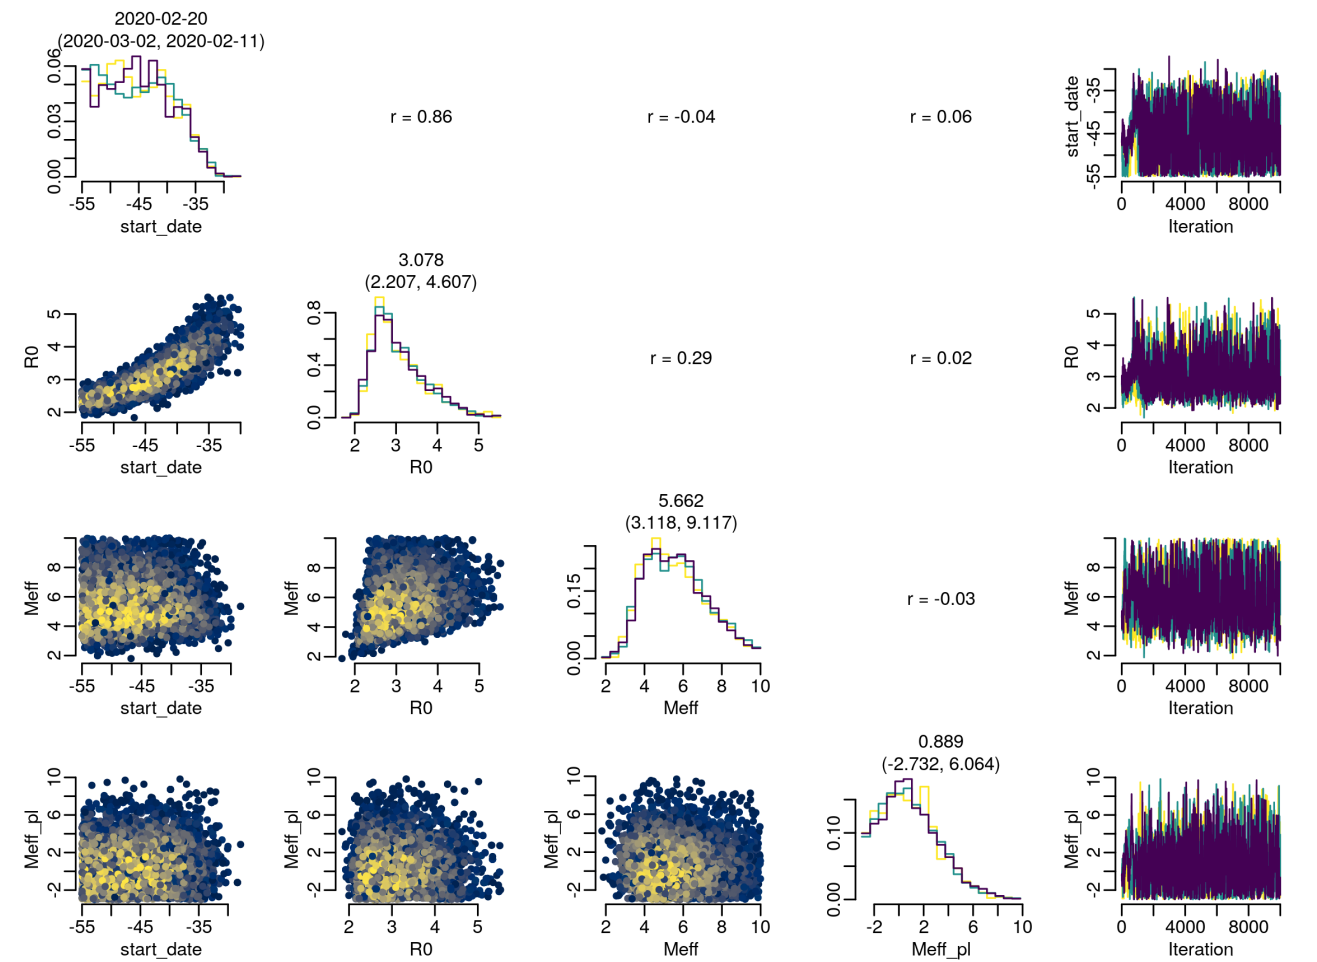 2020-02-20
(2020-03-02, 2020-02-11)
0.00 0.03 0.06
-55 -45 -35
start_date
r = 0.86
r = -0.04
r = 0.06
start_date
-55 -45 -35
0 4000 8000
Iteration
R0
2 3 4 5
-55 -45 -35
start_date
3.078
(2.207, 4.607)
0.0 0.4 0.8
2 3 4 5
R0
r = 0.29
r = 0.02
R0
2 3 4 5
0 4000 8000
Iteration
Meff
2 4 6 8
-55 -45 -35
start_date
Meff
2 4 6 8
2 3 4 5
R0
5.662
(3.118, 9.117)
0.00 0.15
2 4 6 8 10
Meff
r = -0.03
Meff
2 4 6 8
0 4000 8000
Iteration
Meff_pl
-2 2 6 10
-55 -45 -35
start_date
Meff_pl
-2 2 6 10
2 3 4 5
R0
Meff_pl
-2 2 6 10
2 4 6 8 10
Meff
0.889
(-2.732, 6.064)
0.00 0.10
-2 2 6 10
Meff_pl
Meff_pl
-2 2 6 10
0 4000 8000
Iteration